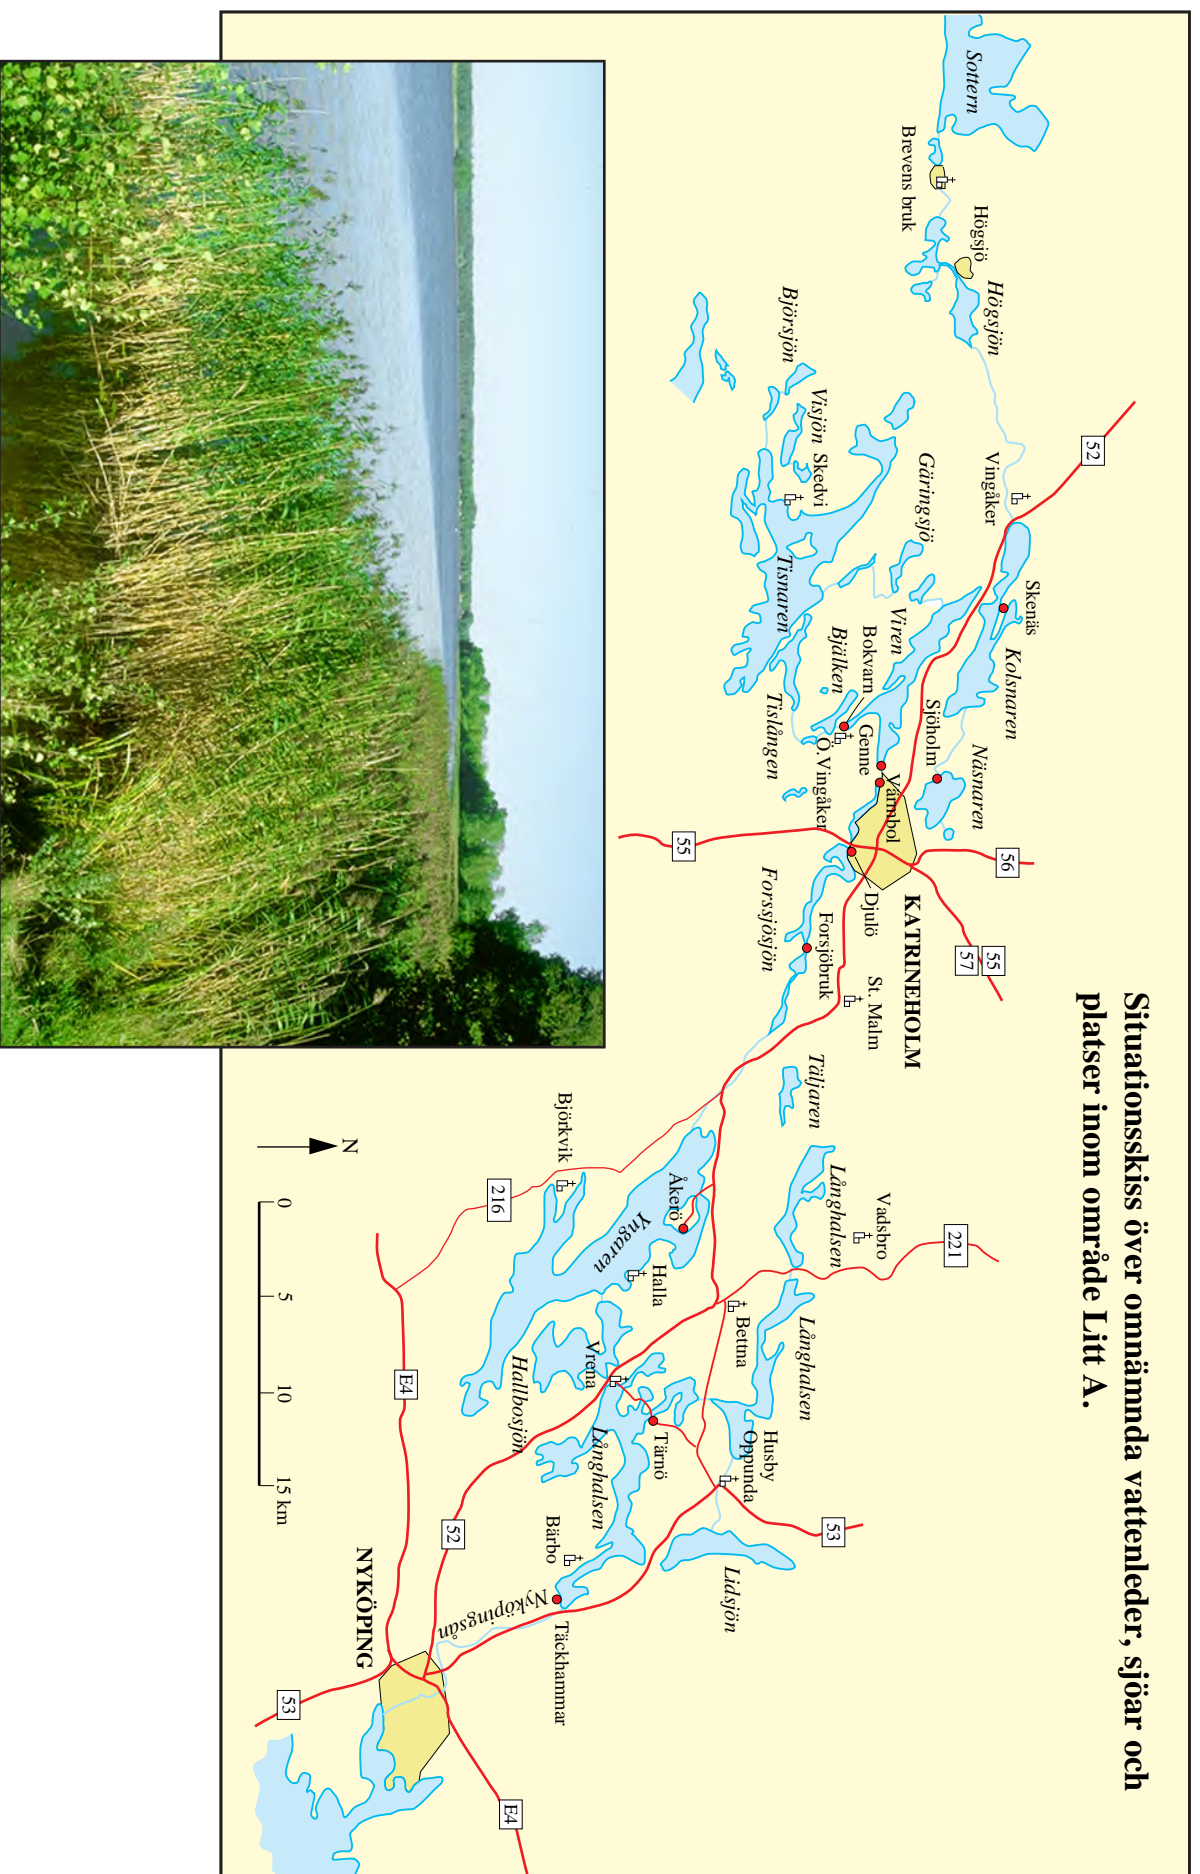 Situationsskiss över omnämnda vattenleder, sjöar och
platser inom område Litt A.
Sottern
Brevens bruk
Högsjö
Högsjön
52
Vingåker
Skenäs
Kolsnaren
Björsjön
Visjön
Skedvi
Gäringsjö
Tisnaren
Viren
Bokvarn
Bjälken
Sjöholm
Näsnaren
Tislången
Genne
Ö.Vingåker
Värmbol
55
56
KATRINEHOLM
55
57
Djulö
Forssjösjön
Forsjöbruk
St. Malm
Täljaren
Långhalsen
Vadsbro
221
Björkvik
Åkerö
Yngaren
216
Halla
Bettna
Långhalsen
Vrena
Hallbosjön
Husby
Oppunda
Tärnö
Långhalsen
53
E4
52
Bärbo
Lidsjön
Nyköpingsån
Täckhammar
NYKÖPING
53
E4
N
0
5
10
15 km